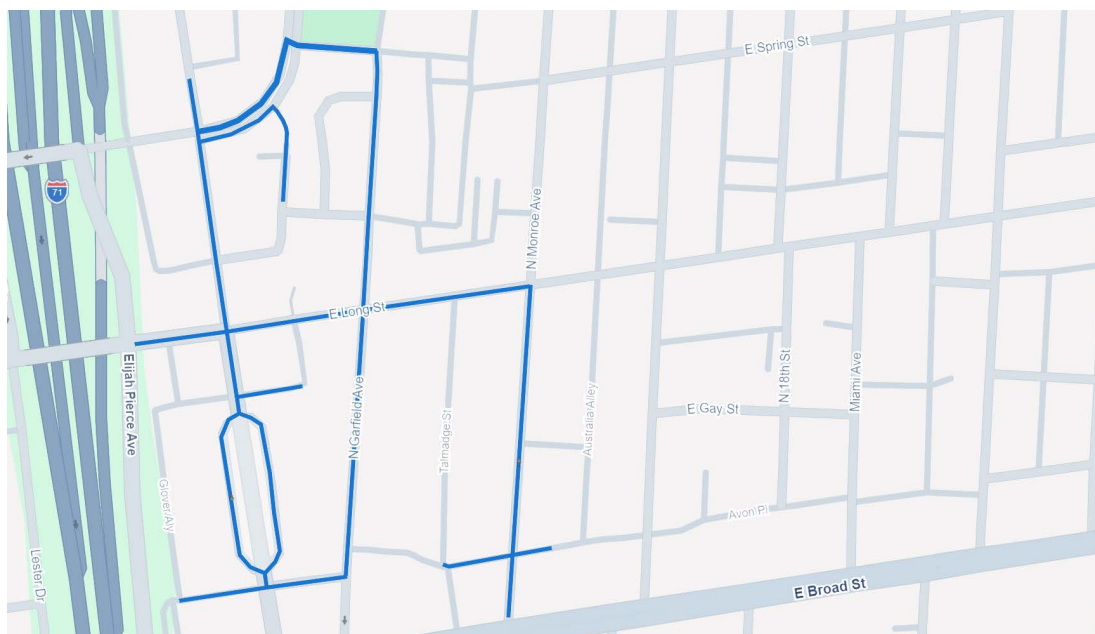 E Spring St
71
N Monroe Ave
E Long St
Elijah Pierce Ave
N Garfield Ave
Talmadge St
Australia Alley
E Gay St
N 18th St
Miami Ave
Glover Aly
Avon Pl
Lester Dr
E Broad St